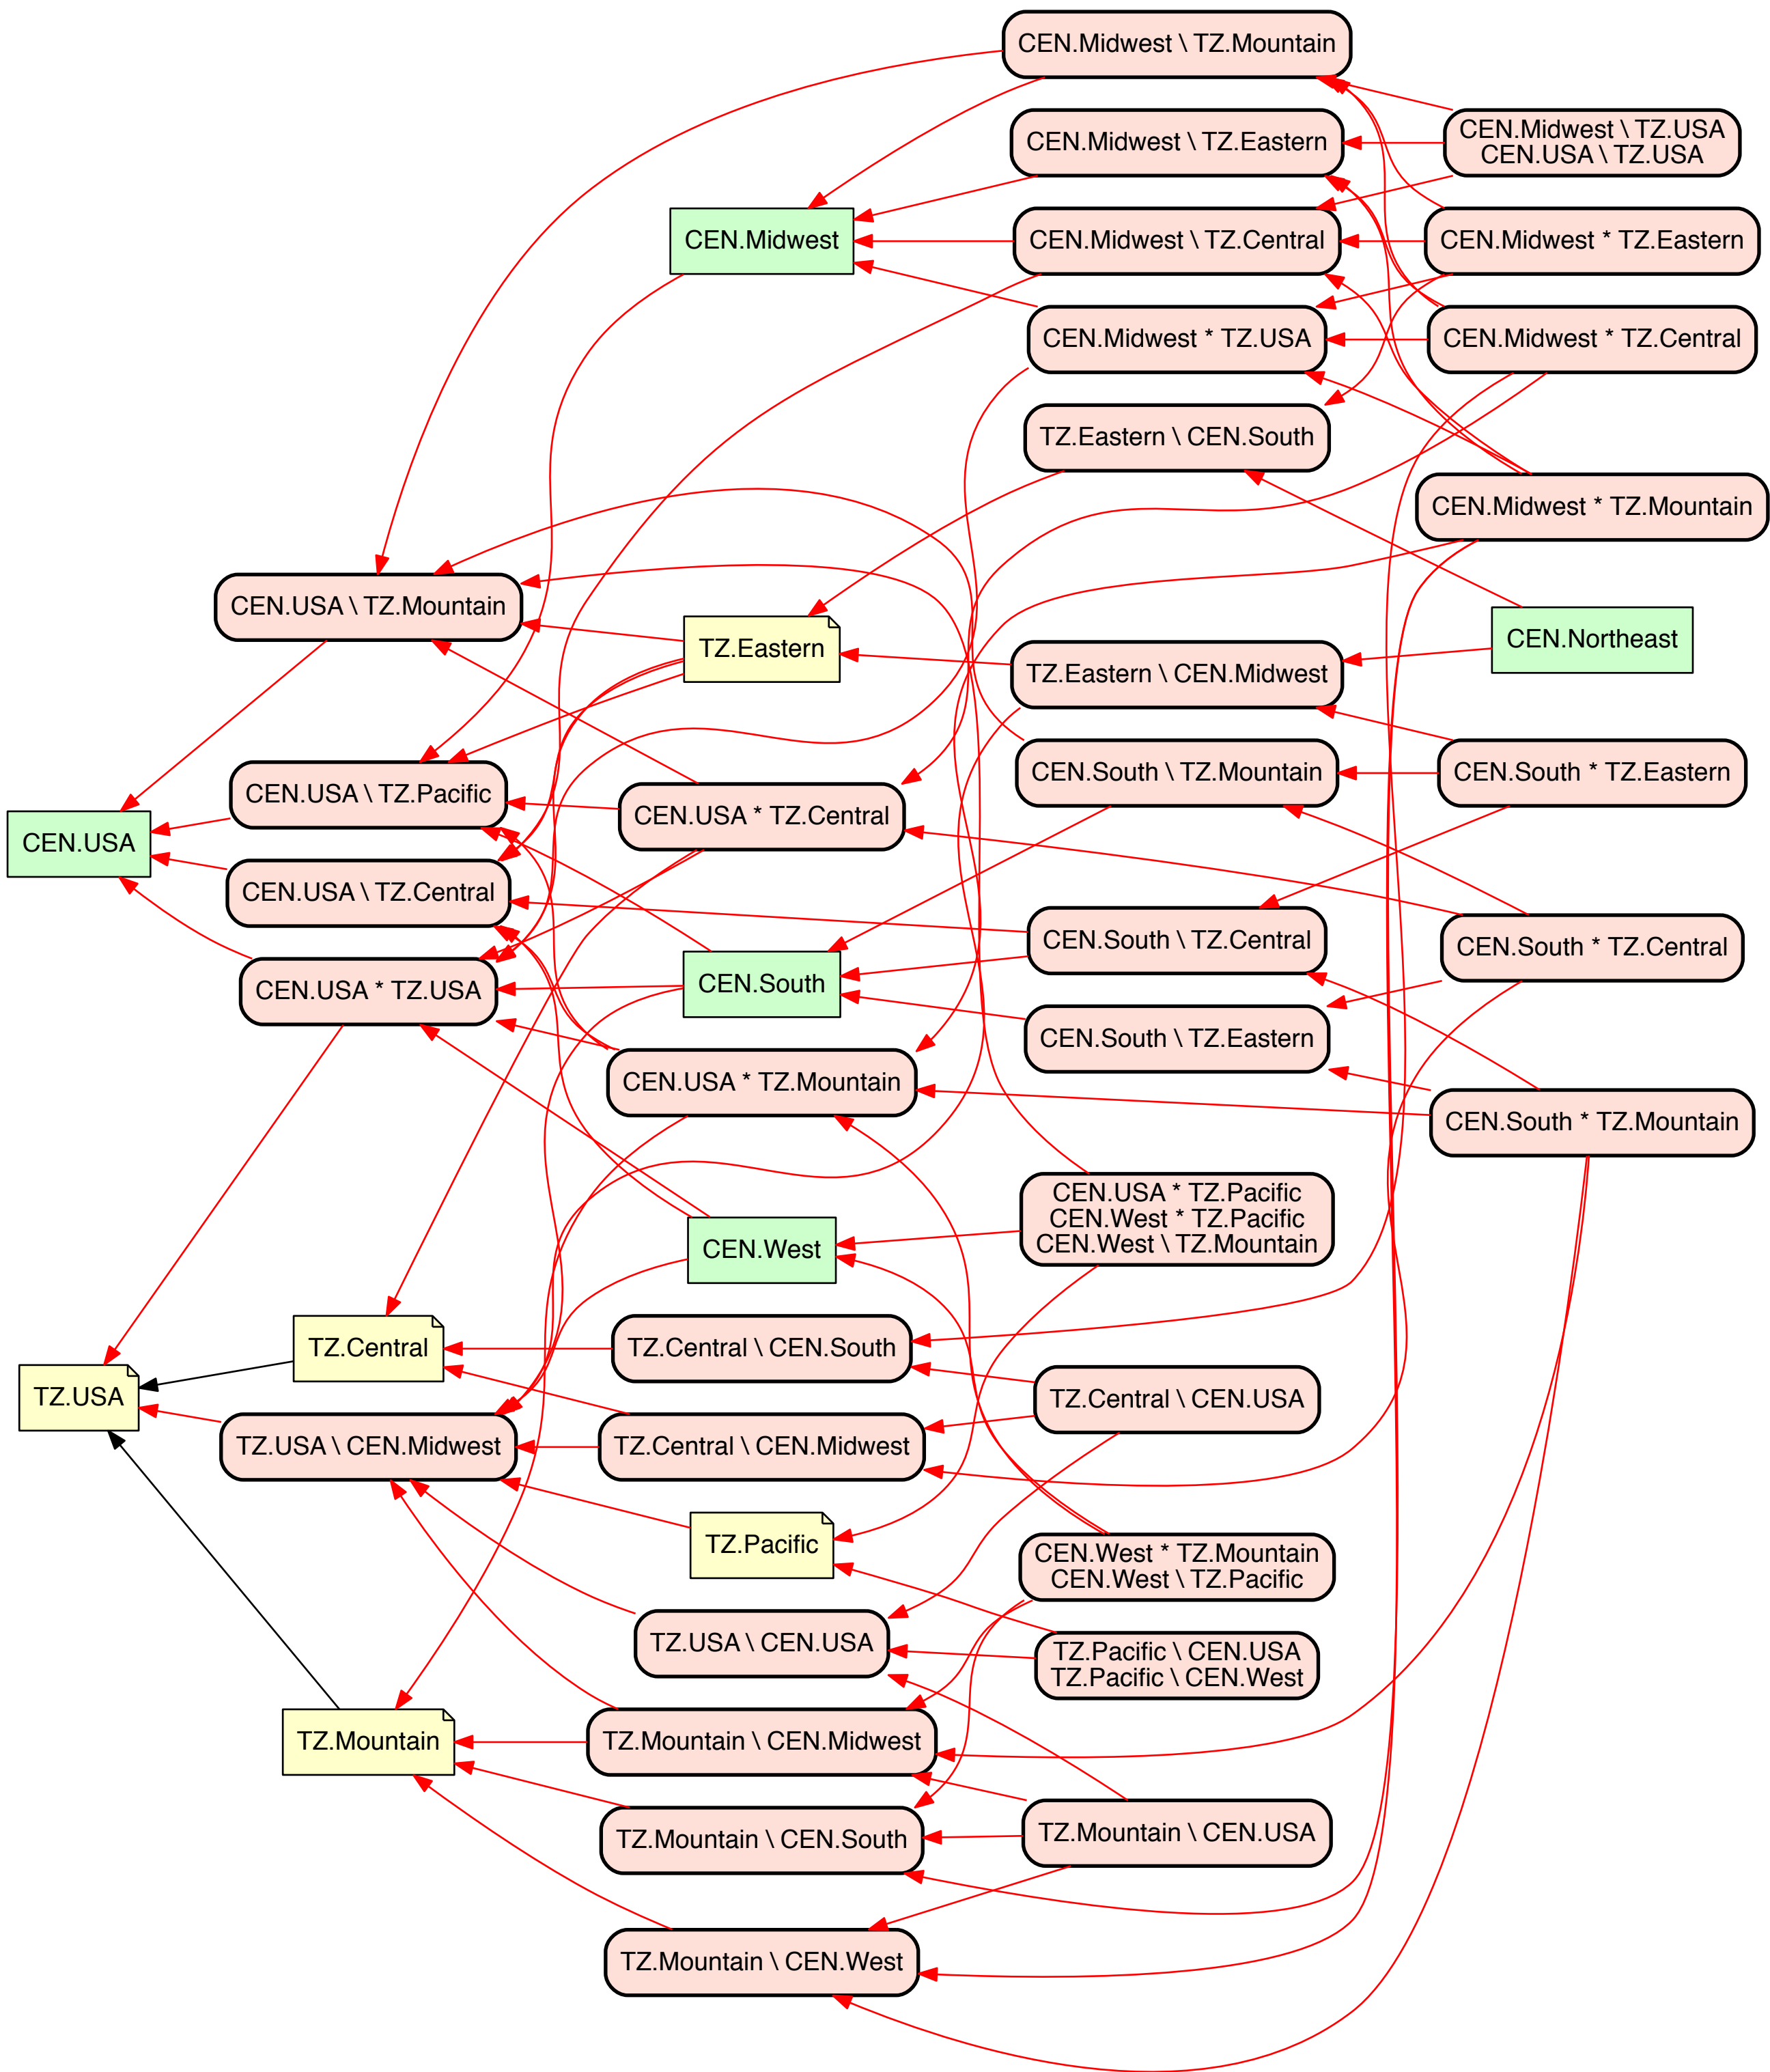 CEN.Midwest \ TZ.Mountain
CEN.Midwest \ TZ.Eastern
CEN.Midwest \ TZ.USA
CEN.USA \ TZ.USA
CEN.Midwest
CEN.Midwest \ TZ.Central
CEN.Midwest * TZ.Eastern
CEN.Midwest * TZ.USA
CEN.Midwest * TZ.Central
TZ.Eastern \ CEN.South
CEN.Midwest * TZ.Mountain
CEN.USA \ TZ.Mountain
TZ.Eastern
TZ.Eastern \ CEN.Midwest
CEN.Northeast
CEN.USA \ TZ.Pacific
CEN.South \ TZ.Mountain
CEN.South * TZ.Eastern
CEN.USA
CEN.USA * TZ.Central
CEN.USA \ TZ.Central
CEN.South \ TZ.Central
CEN.South * TZ.Central
CEN.USA * TZ.USA
CEN.South
CEN.South \ TZ.Eastern
CEN.USA * TZ.Mountain
CEN.South * TZ.Mountain
CEN.USA * TZ.Pacific
CEN.West * TZ.Pacific
CEN.West \ TZ.Mountain
CEN.West
TZ.Central
TZ.Central \ CEN.South
TZ.USA
TZ.Central \ CEN.USA
TZ.USA \ CEN.Midwest
TZ.Central \ CEN.Midwest
TZ.Pacific
CEN.West * TZ.Mountain
CEN.West \ TZ.Pacific
TZ.USA \ CEN.USA
TZ.Pacific \ CEN.USA
TZ.Pacific \ CEN.West
TZ.Mountain
TZ.Mountain \ CEN.Midwest
TZ.Mountain \ CEN.South
TZ.Mountain \ CEN.USA
TZ.Mountain \ CEN.West